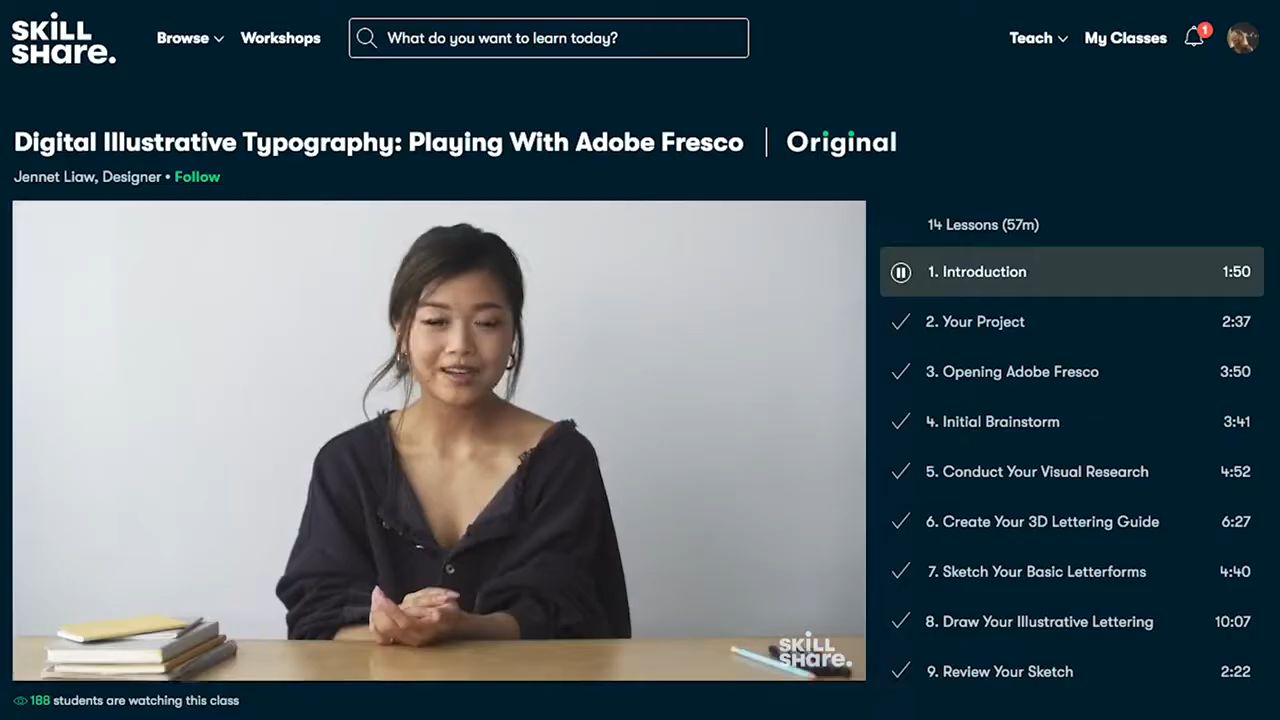 SKILL
SHARE.
Browse
Workshops
What do you want to learn today?
Teach
My Classes
1
Digital Illustrative Typography: Playing With Adobe Fresco | Original
Jennet Liaw, Designer • Follow
14 Lessons (57m)
1. Introduction 1:50
2. Your Project 2:37
3. Opening Adobe Fresco 3:50
4. Initial Brainstorm 3:41
5. Conduct Your Visual Research 4:52
6. Create Your 3D Lettering Guide 6:27
7. Sketch Your Basic Letterforms 4:40
8. Draw Your Illustrative Lettering 10:07
9. Review Your Sketch 2:22
SKILL
SHARE.
188 students are watching this class